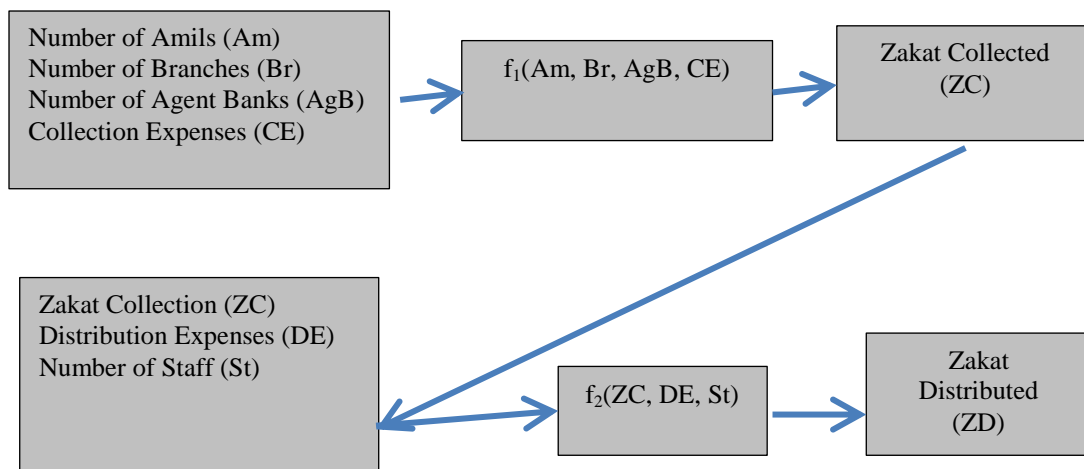 Number of Amils (Am)
Number of Branches (Br)
Number of Agent Banks (AgB)
Collection Expenses (CE)
f₁(Am, Br, AgB, CE)
Zakat Collected
(ZC)
Zakat Collection (ZC)
Distribution Expenses (DE)
Number of Staff (St)
f₂(ZC, DE, St)
Zakat
Distributed
(ZD)